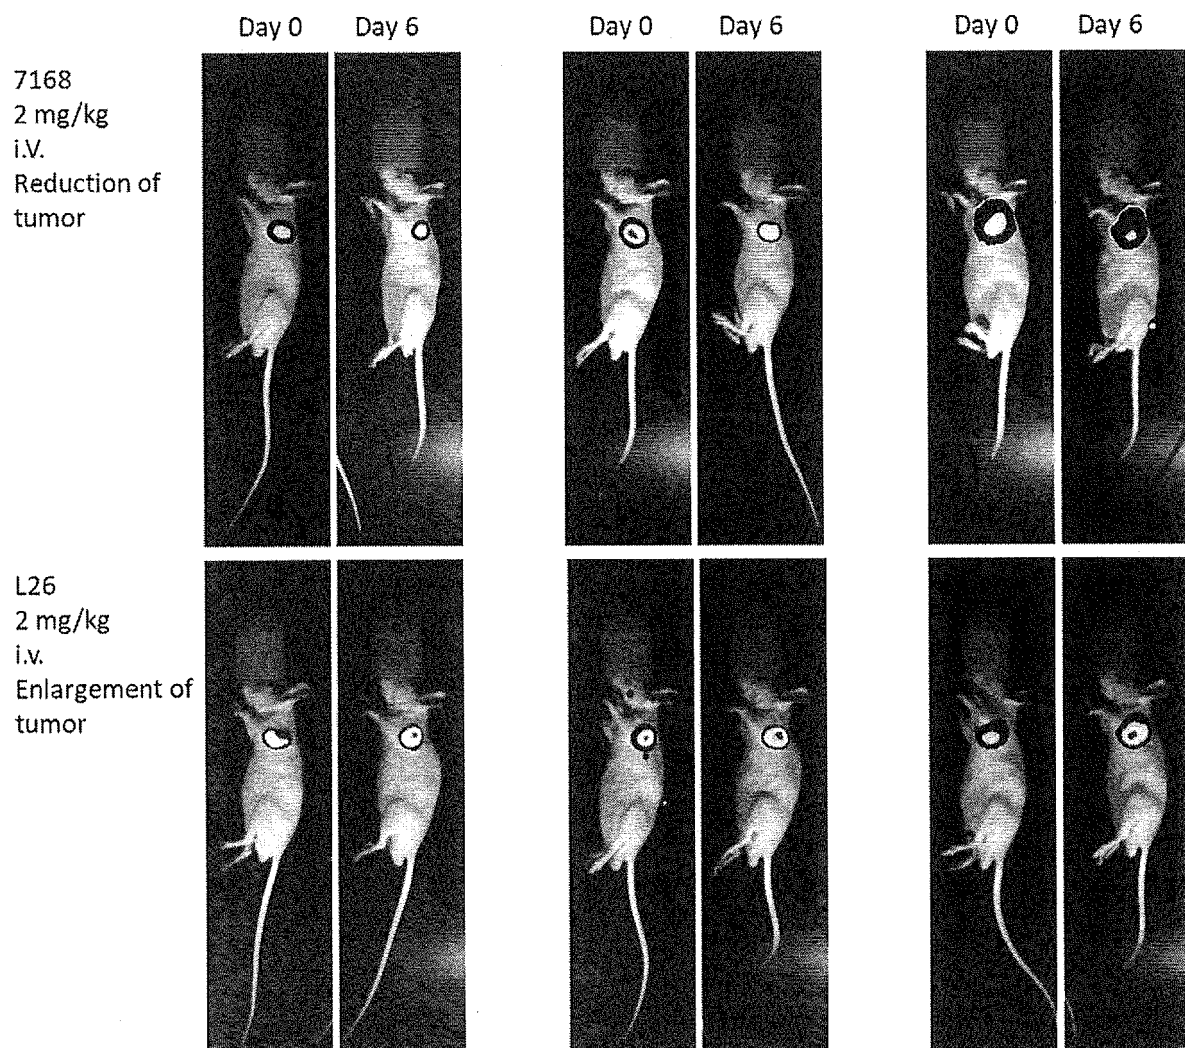 Day 0 Day 6 Day 0 Day 6 Day 0 Day 6
7168
2 mg/kg
i.V.
Reduction of
tumor
L26
2 mg/kg
i.v.
Enlargement of
tumor